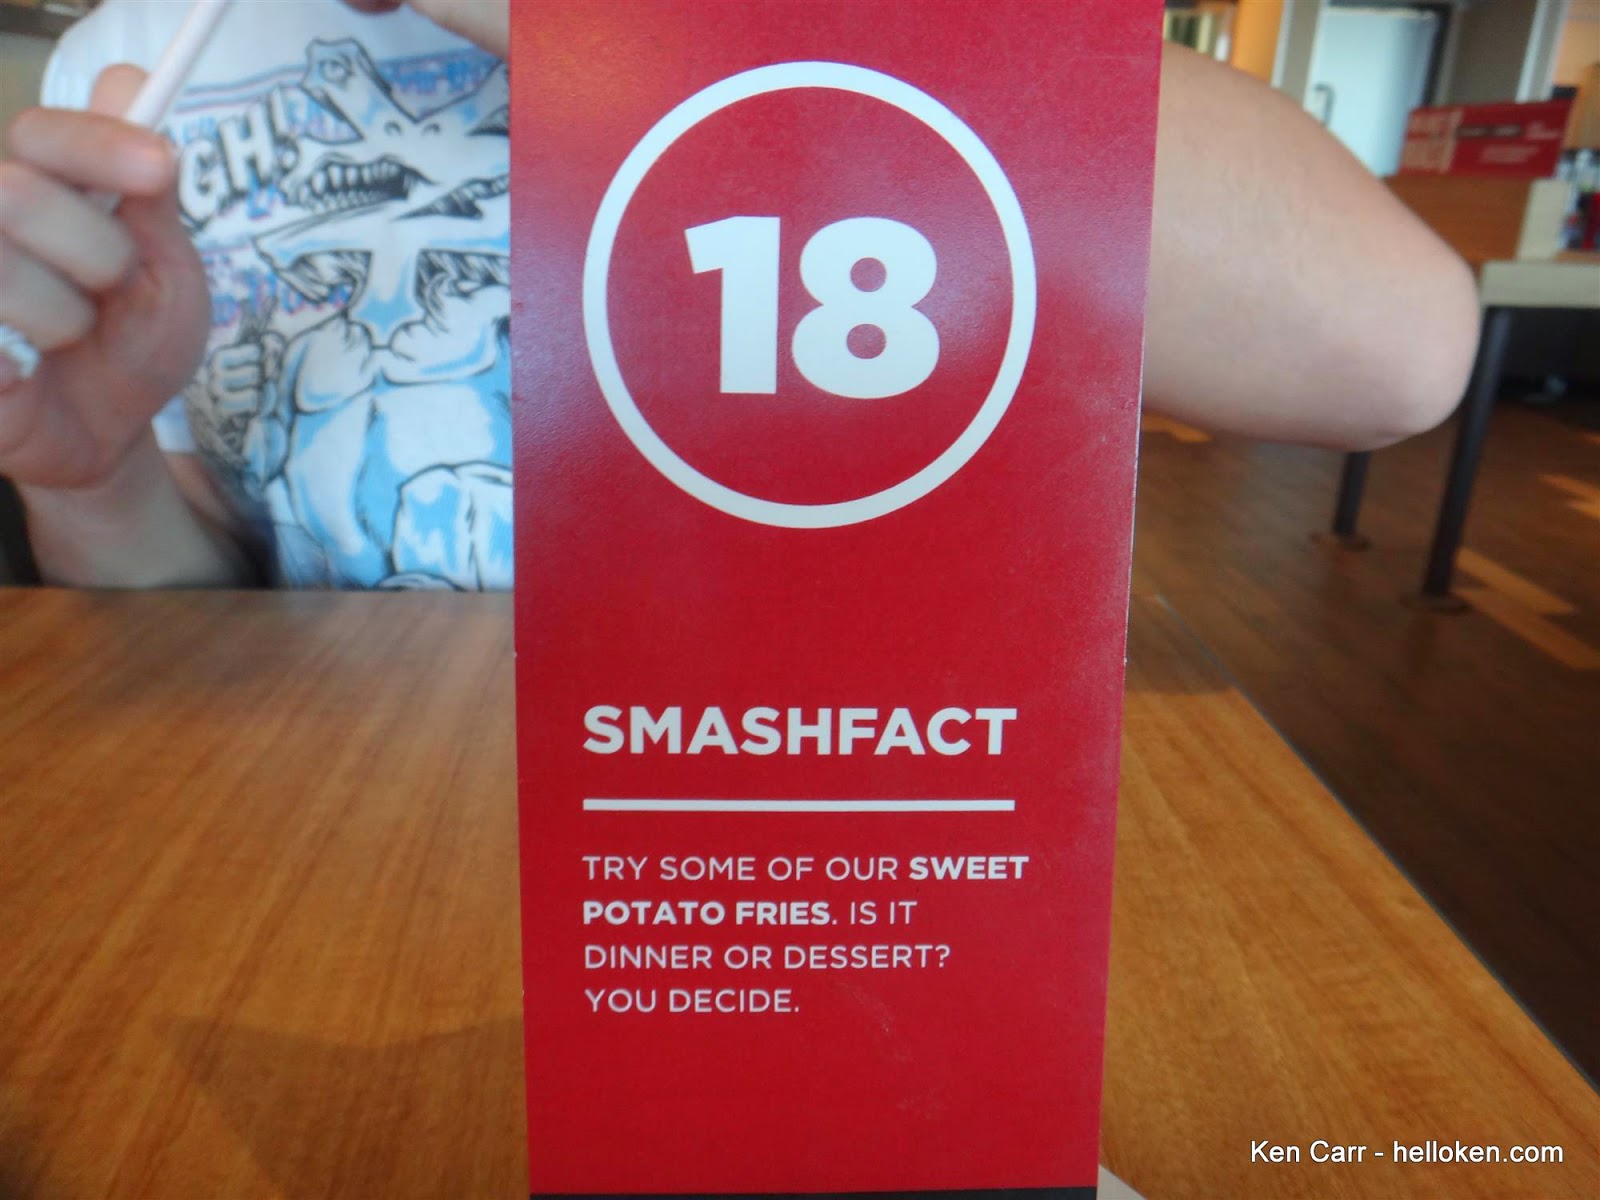 GH!
18
SMASHFACT
TRY SOME OF OUR SWEET
POTATO FRIES. IS IT
DINNER OR DESSERT?
YOU DECIDE.
Ken Carr - helloken.com